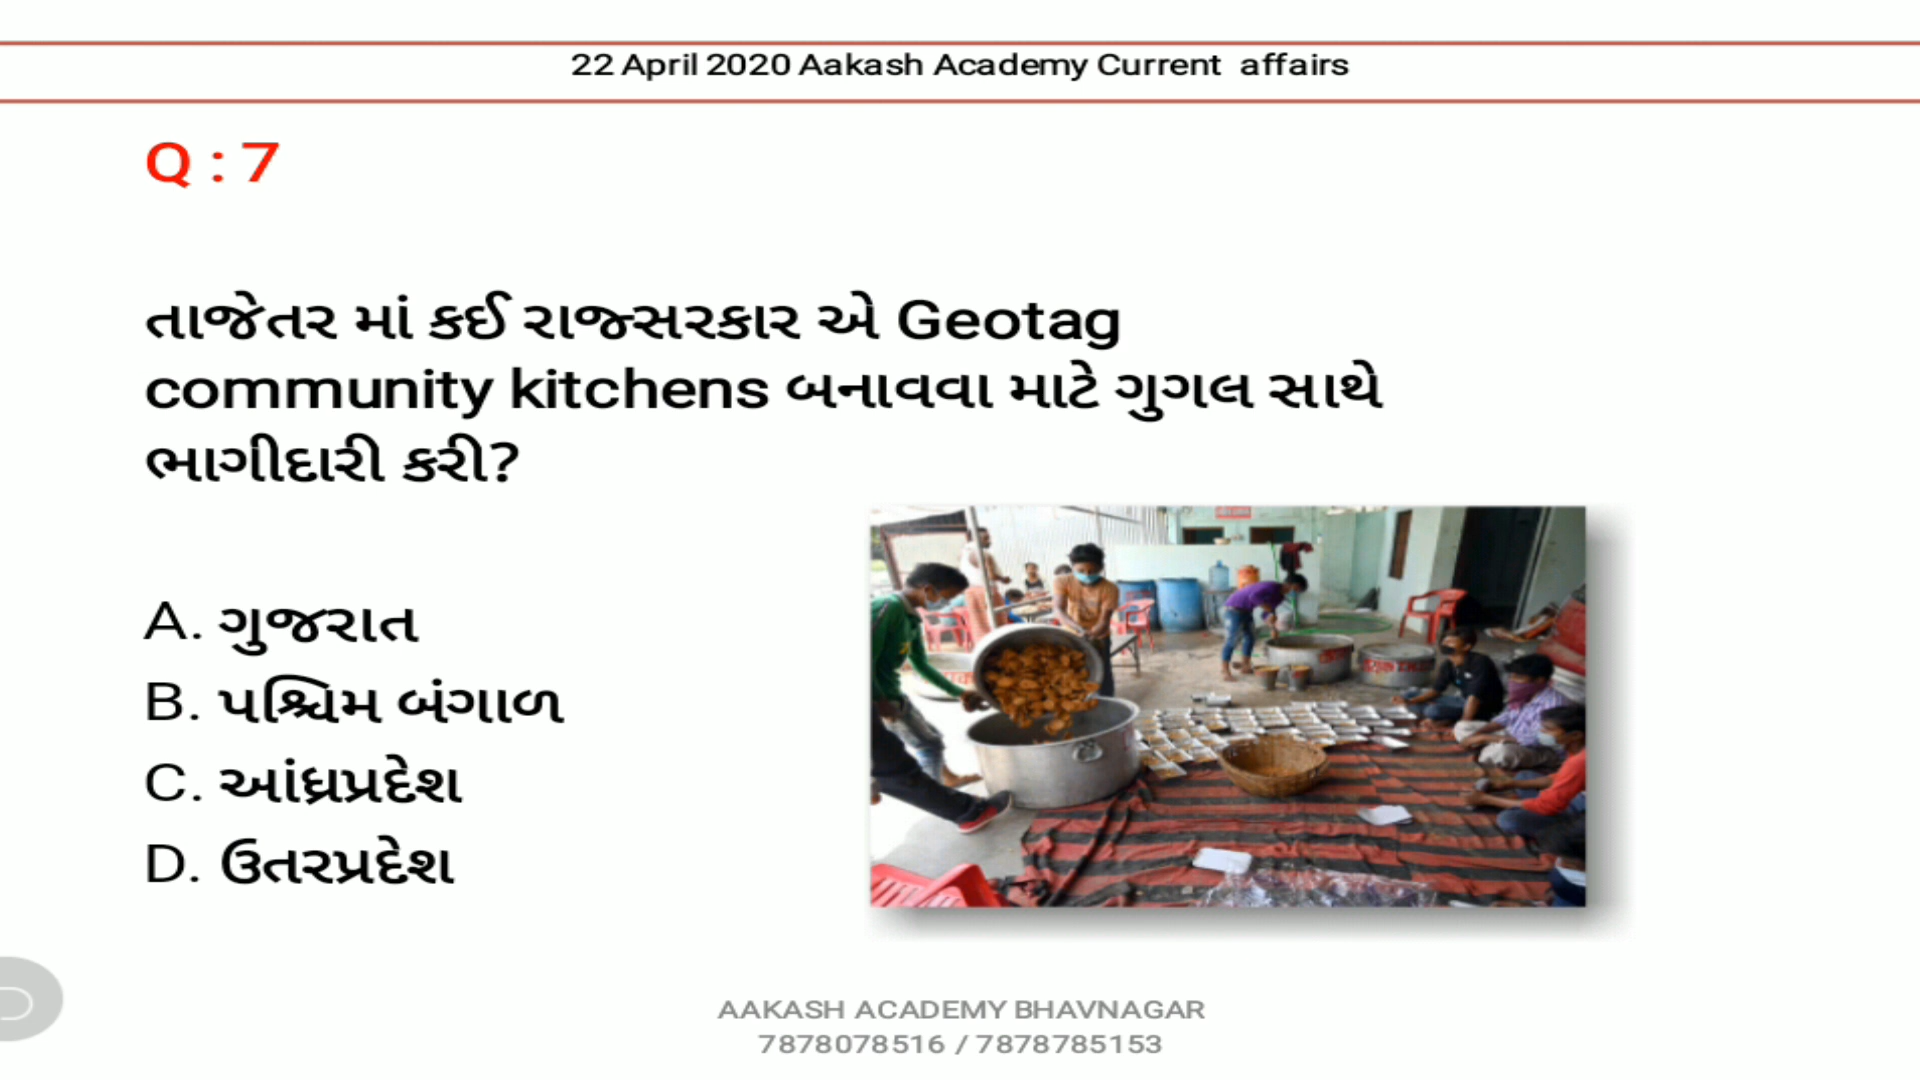 22 April 2020 Aakash Academy Current affairs
Q : 7
તાજેતર માં કઈ રાજ્સરકાર એ Geotag
community kitchens બનાવવા માટે ગુગલ સાથે
ભાગીદારી કરી?
A. ગુજરાત
B. પશ્ચિમ બંગાળ
C. આંધ્રપ્રદેશ
D. ઉતરપ્રદેશ
AAKASH ACADEMY BHAVNAGAR
7878078516 / 7878785153